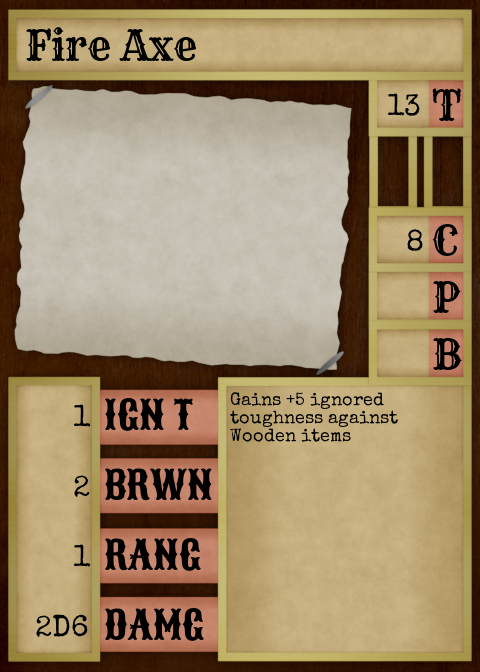 Fire Axe
13 T
8 C
P
B
1 IGN T
2 BRWN
1 RANG
2D6 DAMG
Gains +5 ignored
toughness against
Wooden items